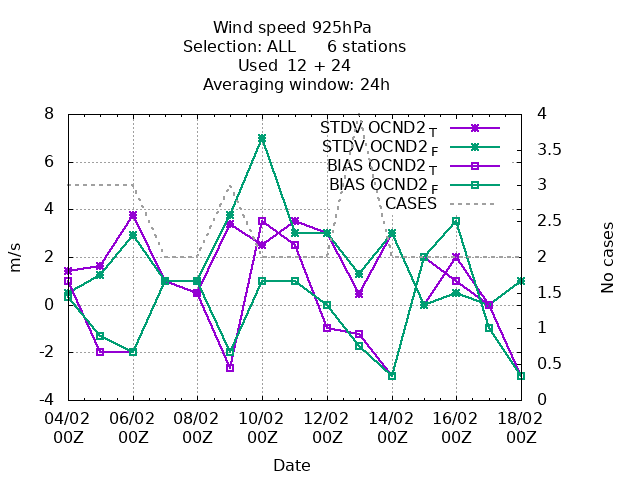 Wind speed 925hPa
Selection: ALL 6 stations
Used 12 + 24
Averaging window: 24h
8 4
STDV OCND2 T
STDV OCND2 F
3.5
6
BIAS OCND2 T
BIAS OCND2 F
3
CASES
4 2.5
m/s
No cases
2 2
0 1.5
1
-2
0.5
-4 0
04/02 06/02 08/02 10/02 12/02 14/02 16/02 18/02
00Z 00Z 00Z 00Z 00Z 00Z 00Z 00Z
Date